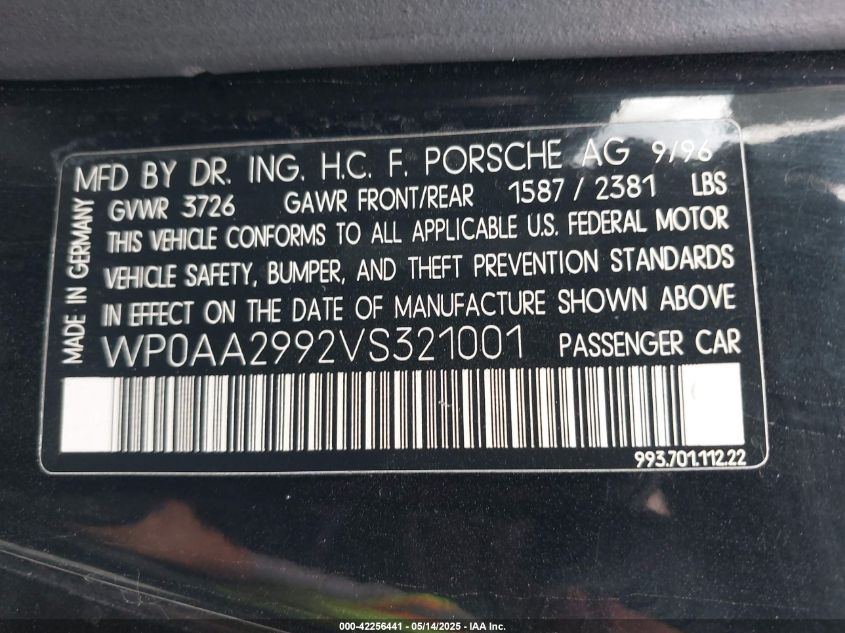 MFD BY DR. ING. H.C. F. PORSCHE AG 9/96
GVWR 3726 GAWR FRONT/REAR 1587 / 2381 LBS
THIS VEHICLE CONFORMS TO ALL APPLICABLE U.S. FEDERAL MOTOR
VEHICLE SAFETY, BUMPER, AND THEFT PREVENTION STANDARDS
IN EFFECT ON THE DATE OF MANUFACTURE SHOWN ABOVE
WP0AA2992VS321001 PASSENGER CAR
MADE IN GERMANY
993.701.112.22
000-42256441 - 05/14/2025 - IAA Inc.